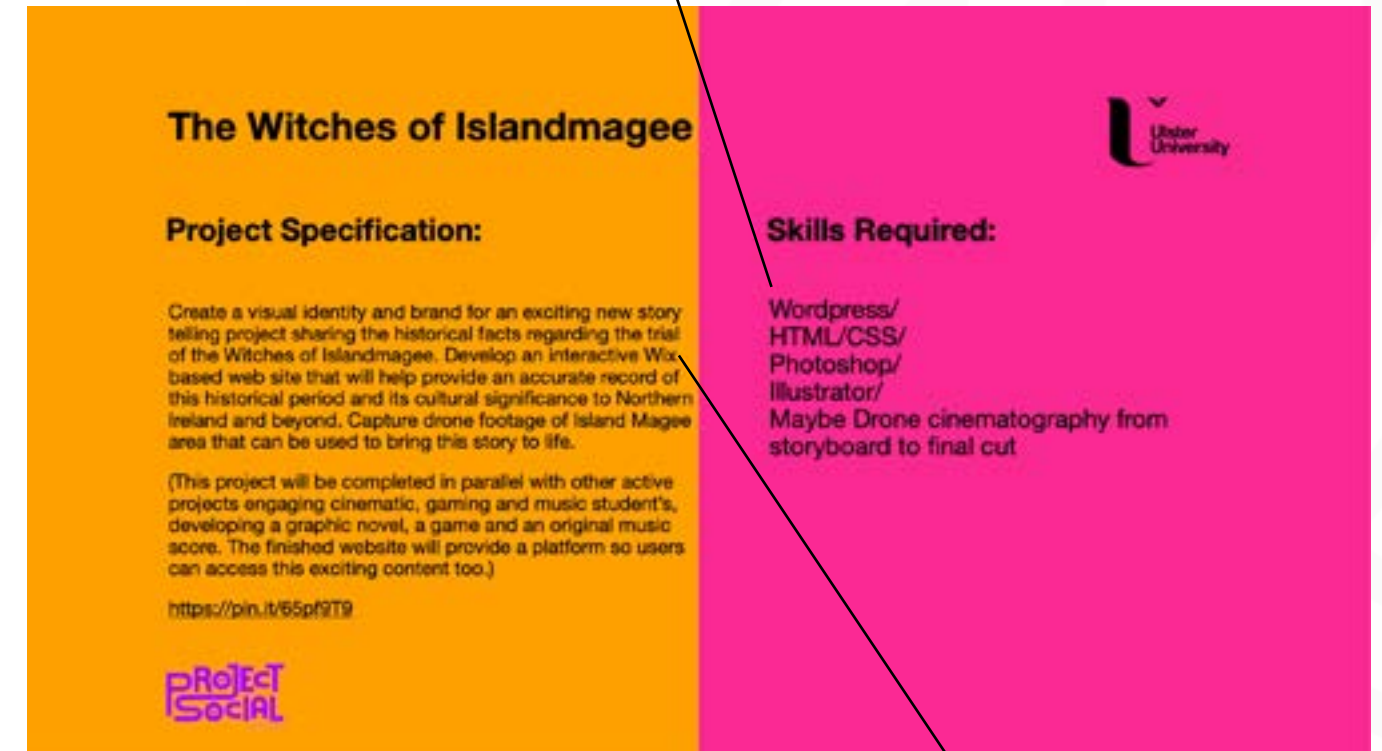 The Witches of Islandmagee
Project Specification:
Create a visual identity and brand for an exciting new story
telling project sharing the historical facts regarding the trial
of the Witches of Islandmagee. Develop an interactive Wix
based web site that will help provide an accurate record of
this historical period and its cultural significance to Northern
Ireland and beyond. Capture drone footage of Island Magee
area that can be used to bring this story to life.
(This project will be completed in parallel with other active
projects engaging cinematic, gaming and music student's,
developing a graphic novel, a game and an original music
score. The finished website will provide a platform so users
can access this exciting content too.)
https://pin.it/65pf9T9
PROJECT
SOCIAL
Ulster
University
Skills Required:
Wordpress/
HTML/CSS/
Photoshop/
Illustrator/
Maybe Drone cinematography from
storyboard to final cut